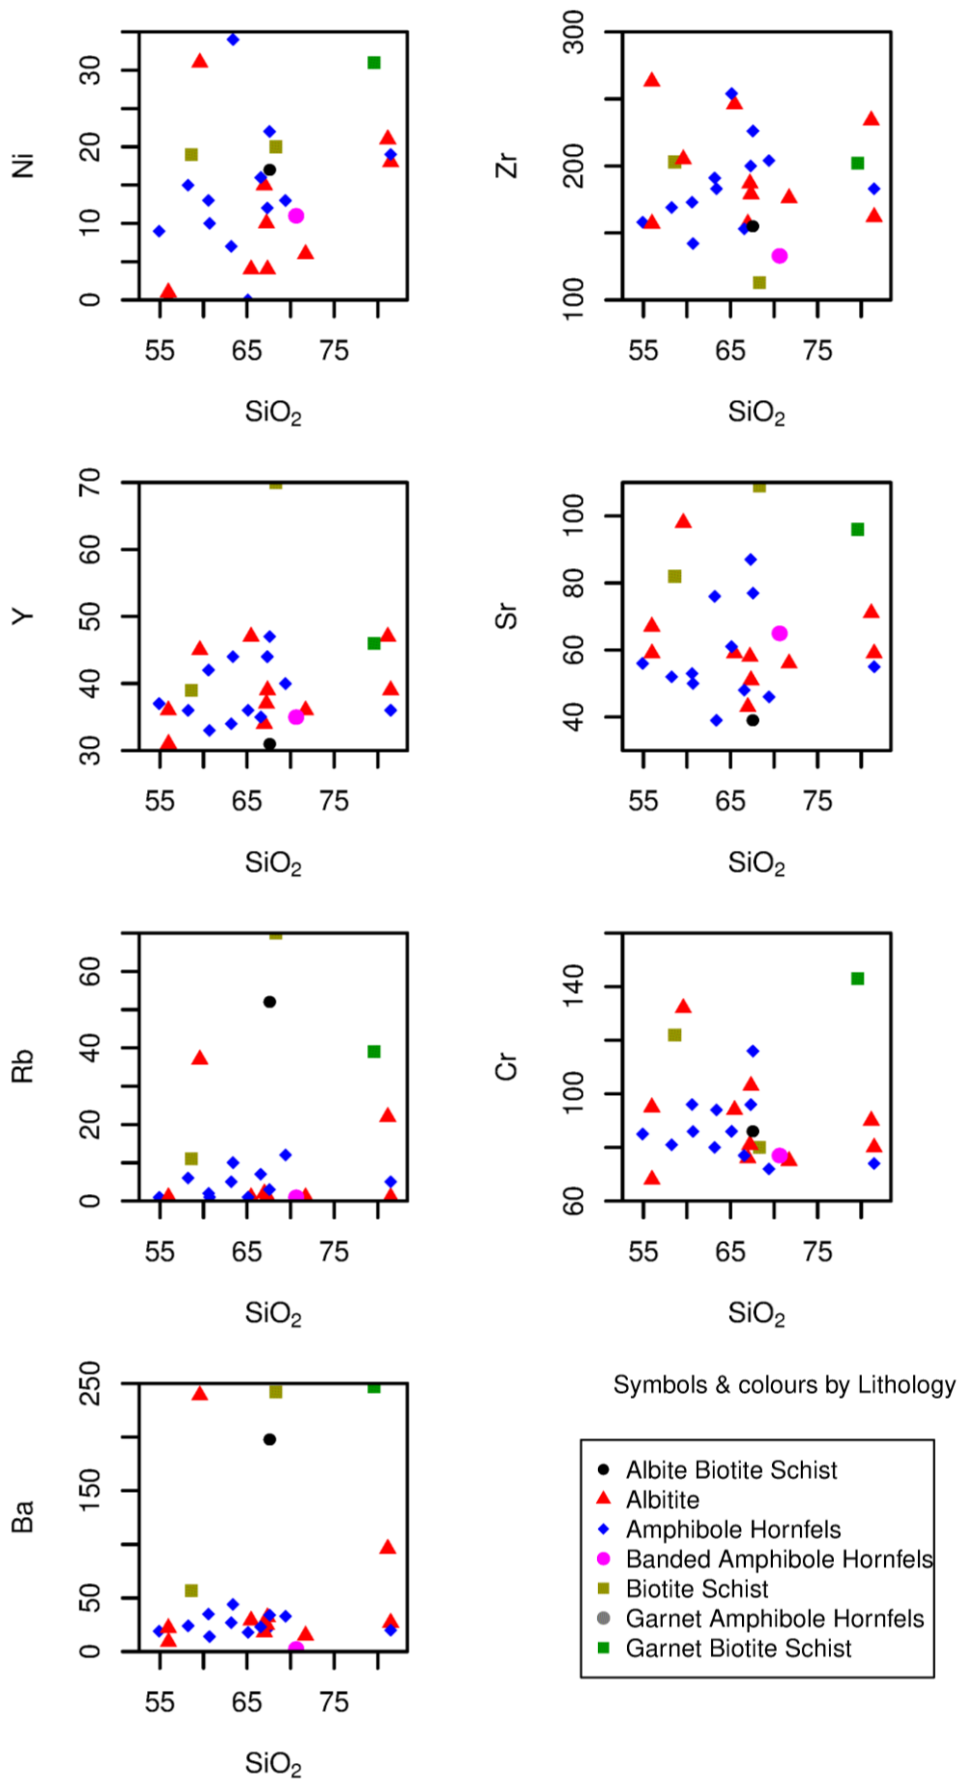 Ni
30
20
10
0
55 65 75
SiO₂
Zr
300
200
100
55 65 75
SiO₂
Y
70
60
50
40
30
55 65 75
SiO₂
Sr
100
80
60
40
55 65 75
SiO₂
Rb
60
40
20
0
55 65 75
SiO₂
Cr
140
100
60
55 65 75
SiO₂
Ba
250
150
50
0
55 65 75
SiO₂
Symbols & colours by Lithology
Albite Biotite Schist
Albitite
Amphibole Hornfels
Banded Amphibole Hornfels
Biotite Schist
Garnet Amphibole Hornfels
Garnet Biotite Schist